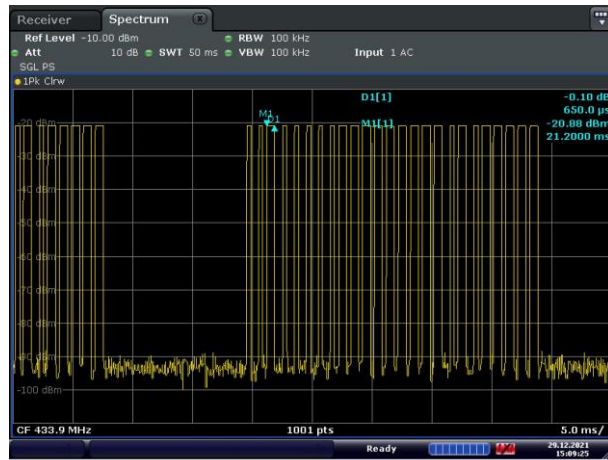 Receiver Spectrum
Ref Level -10.00 dBm RBW 100 kHz
Att 10 dB SWT 50 ms VBW 100 kHz Input 1 AC
SGL PS
1Pk Clrw
D1[1] -0.10 dB
650.0 µs
M1[1] -20.88 dBm
21.2000 ms
M1
D1
-20 dBm
-30 dBm
-40 dBm
-50 dBm
-60 dBm
-70 dBm
-80 dBm
-90 dBm
-100 dBm
CF 433.9 MHz 1001 pts 5.0 ms/
Ready 29.12.2021
15:09:25